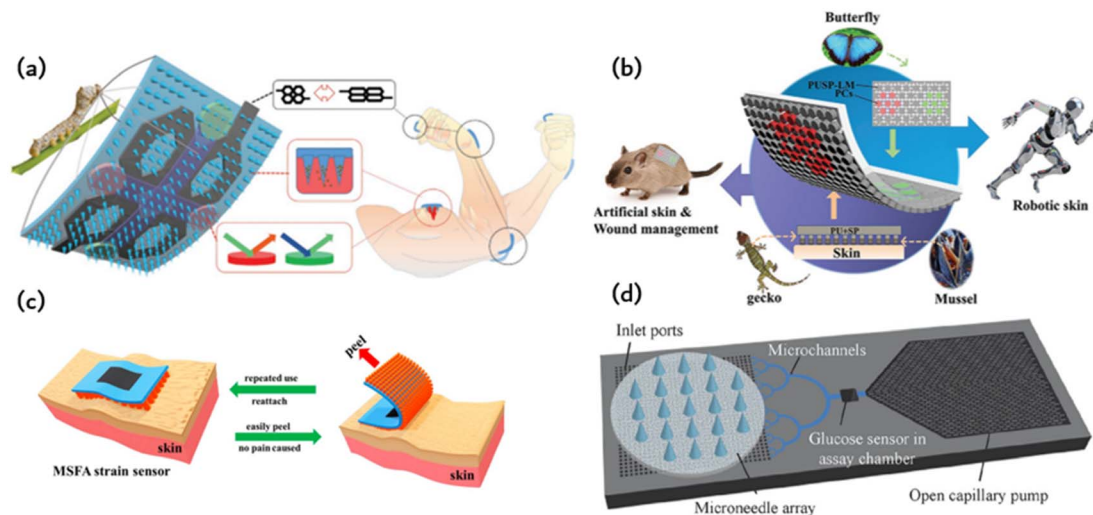 (a)
(b)
Butterfly
PUSP-LM
PCs
Artificial skin &
Wound management
Robotic skin
PU+SP
Skin
gecko
Mussel
(c)
peel
repeated use
reattach
easily peel
no pain caused
skin
skin
MSFA strain sensor
(d)
Inlet ports
Microchannels
Glucose sensor in
assay chamber
Microneedle array
Open capillary pump